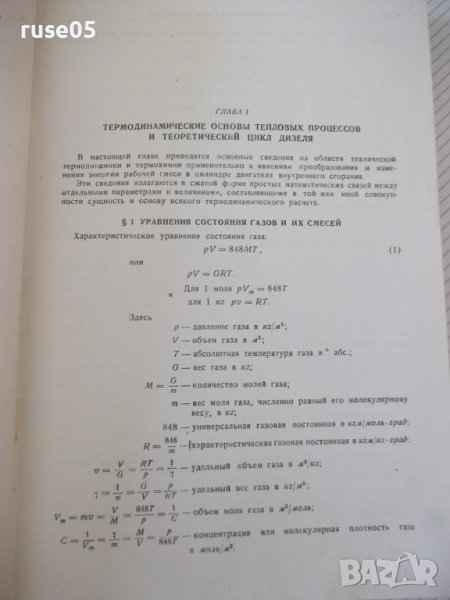 ruse05
ГЛАВА I
ТЕРМОДИНАМИЧЕСКИЕ ОСНОВЫ ТЕПЛОВЫХ ПРОЦЕССОВ
И ТЕОРЕТИЧЕСКИЙ ЦИКЛ ДИЗЕЛЯ
В настоящей главе приводятся основные сведения из области технической
термодинамики и термохимии применительно к явлениям преобразования и изме-
нения энергии рабочей смеси в цилиндре двигателя внутреннего сгорания.
Эти сведения излагаются в сжатой форме простых математических связей между
отдельными параметрами и величинами, составляющими в той или иной совокуп-
ности сущность и основу всякого термодинамического расчета.
§ 1. УРАВНЕНИЯ СОСТОЯНИЯ ГАЗОВ И ИХ СМЕСЕЙ
Характеристическое уравнение состояния газа:
pV = 848MT, (1)
или
pV = GRT.
Для 1 моля pVm = 848T
и
для 1 кг pv = RT.
Здесь
p — давление газа в кг/м²;
V — объем газа в м³;
T — абсолютная температура газа в ° абс.;
G — вес газа в кг;
M = G/m — количество молей газа;
m — вес моля газа, численно равный его молекулярному
весу, в кг;
848 — универсальная газовая постоянная в кгм/моль·град;
R = 848/m — характеристическая газовая постоянная в кгм/кг·град;
v = V/G = RT/p = 1/γ — удельный объем газа в м³/кг;
γ = 1/v = G/V = p/RT — удельный вес газа в кг/м³;
Vm = mv = V/M = 848T/p = 1/C — объем моля газа в м³/моль;
C = 1/Vm = γ/m = M/V = p/848T — концентрация или молекулярная плотность газа
в моль/м³.
BAZAR
bg